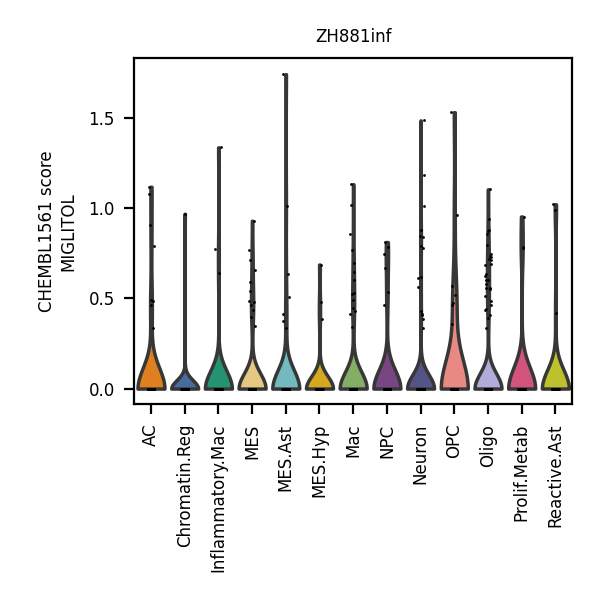 ZH881inf
CHEMBL1561 score
MIGLITOL
1.5
1.0
0.5
0.0
AC
Chromatin.Reg
Inflammatory.Mac
MES
MES.Ast
MES.Hyp
Mac
NPC
Neuron
OPC
Oligo
Prolif.Metab
Reactive.Ast